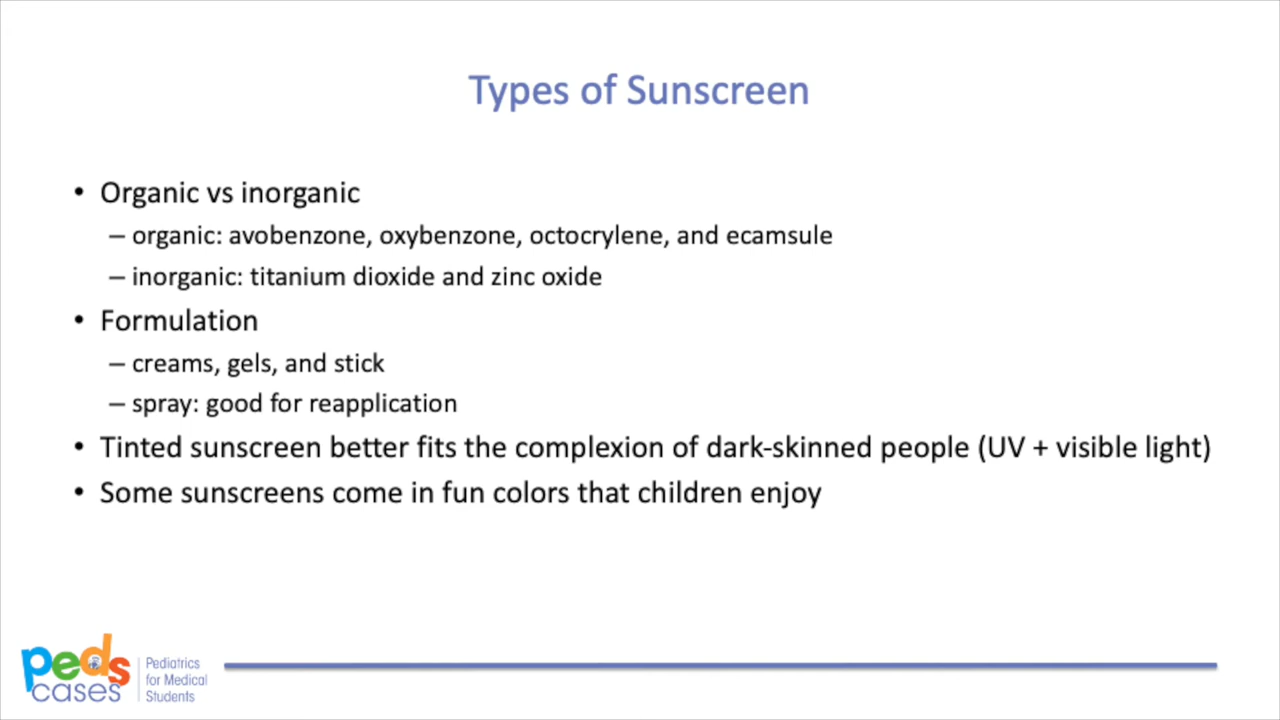 Types of Sunscreen
• Organic vs inorganic
– organic: avobenzone, oxybenzone, octocrylene, and ecamsule
– inorganic: titanium dioxide and zinc oxide
• Formulation
– creams, gels, and stick
– spray: good for reapplication
• Tinted sunscreen better fits the complexion of dark-skinned people (UV + visible light)
• Some sunscreens come in fun colors that children enjoy
peds
cases
Pediatrics
for Medical
Students